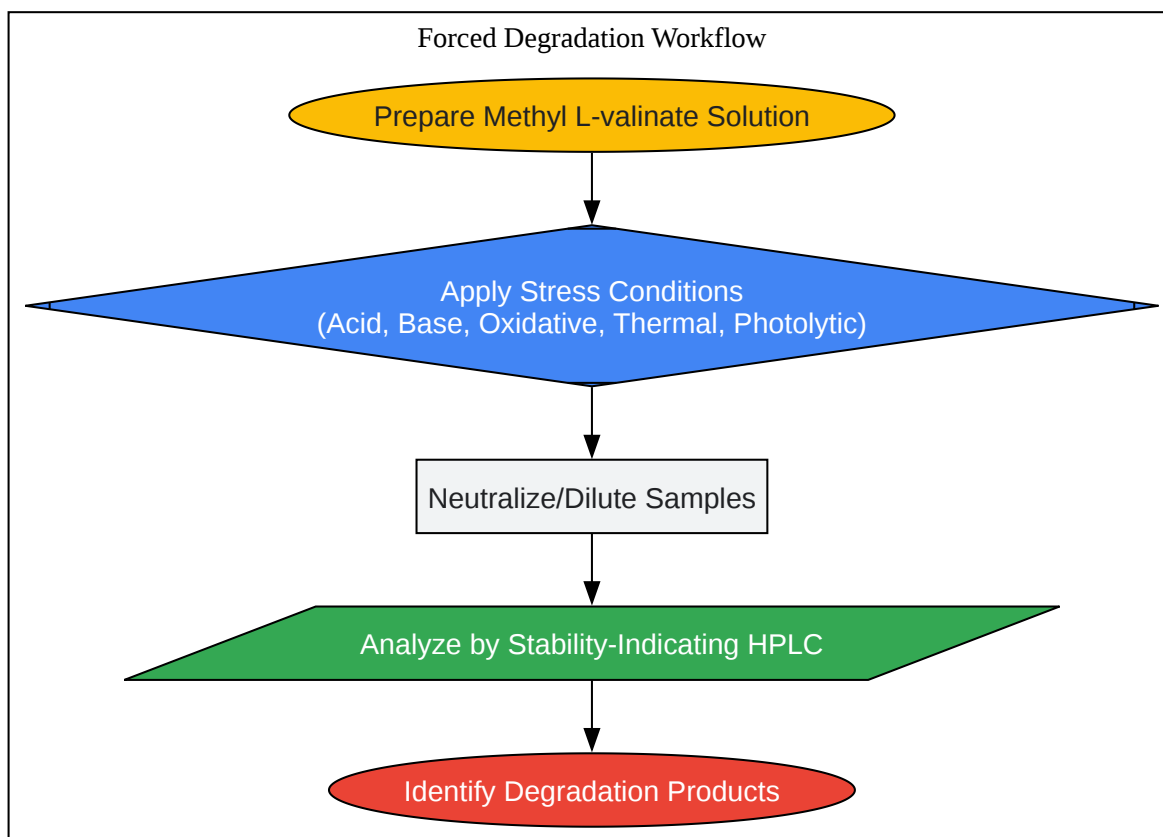 Forced Degradation Workflow
Prepare Methyl L-valinate Solution
Apply Stress Conditions
(Acid, Base, Oxidative, Thermal, Photolytic)
Neutralize/Dilute Samples
Analyze by Stability-Indicating HPLC
Identify Degradation Products